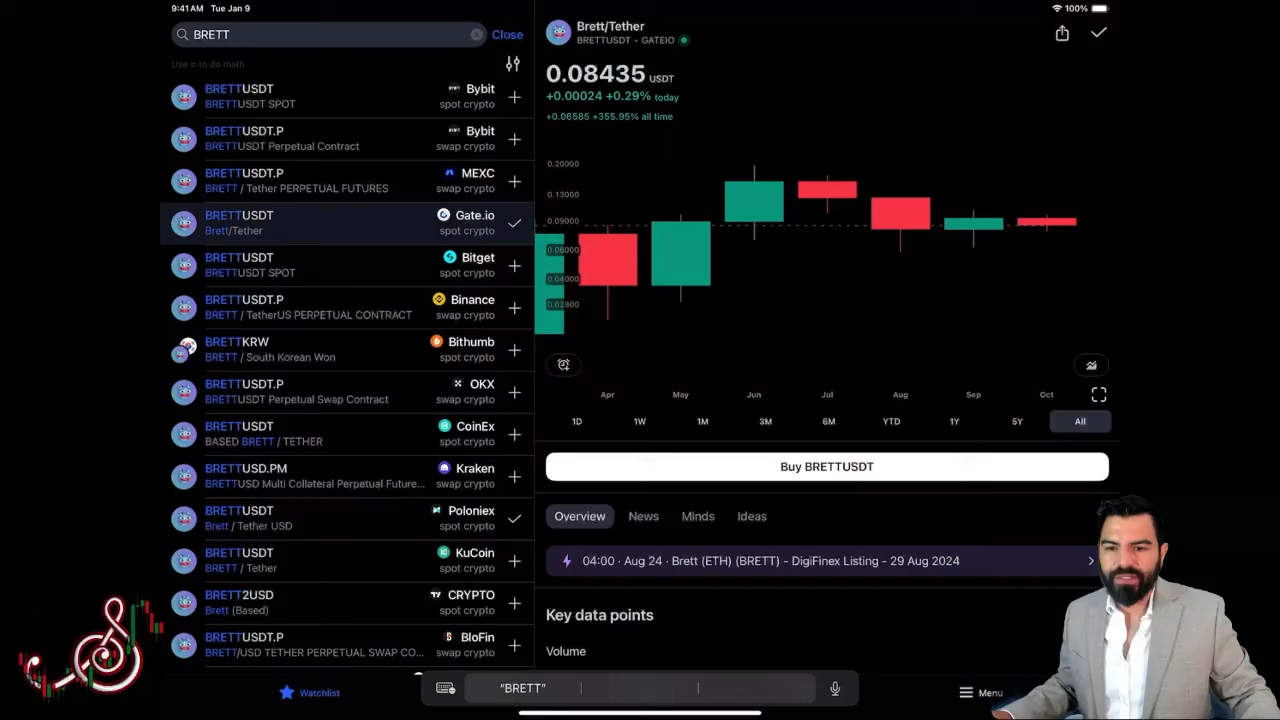 9:41 AM Tue Jan 9
100%
BRETT
Close
Use = to do math
BRETTUSDT
BRETTUSDT SPOT
Bybit
spot crypto
BRETTUSDT.P
BRETTUSDT Perpetual Contract
Bybit
swap crypto
BRETTUSDT.P
BRETT / Tether PERPETUAL FUTURES
MEXC
swap crypto
BRETTUSDT
Brett/Tether
Gate.io
spot crypto
BRETTUSDT
BRETTUSDT SPOT
Bitget
spot crypto
BRETTUSDT.P
BRETT / TetherUS PERPETUAL CONTRACT
Binance
swap crypto
BRETTKRW
BRETT / South Korean Won
Bithumb
spot crypto
BRETTUSDT.P
BRETTUSDT Perpetual Swap Contract
OKX
swap crypto
BRETTUSDT
BASED BRETT / TETHER
CoinEx
spot crypto
BRETTUSD.PM
BRETTUSD Multi Collateral Perpetual Future...
Kraken
swap crypto
BRETTUSDT
Brett / Tether USD
Poloniex
spot crypto
BRETTUSDT
BRETT / Tether
KuCoin
spot crypto
BRETT2USD
Brett (Based)
CRYPTO
spot crypto
BRETTUSDT.P
BRETT/USD TETHER PERPETUAL SWAP CO...
BloFin
swap crypto
Watchlist
"BRETT"
Menu
Brett/Tether
BRETTUSDT • GATEIO
0.08435 USDT
+0.00024 +0.29% today
+0.06585 +355.95% all time
0.20000
0.13000
0.09000
0.06000
0.04000
0.02800
Apr May Jun Jul Aug Sep Oct
1D 1W 1M 3M 6M YTD 1Y 5Y All
Buy BRETTUSDT
Overview News Minds Ideas
04:00 · Aug 24 · Brett (ETH) (BRETT) - DigiFinex Listing - 29 Aug 2024
Key data points
Volume